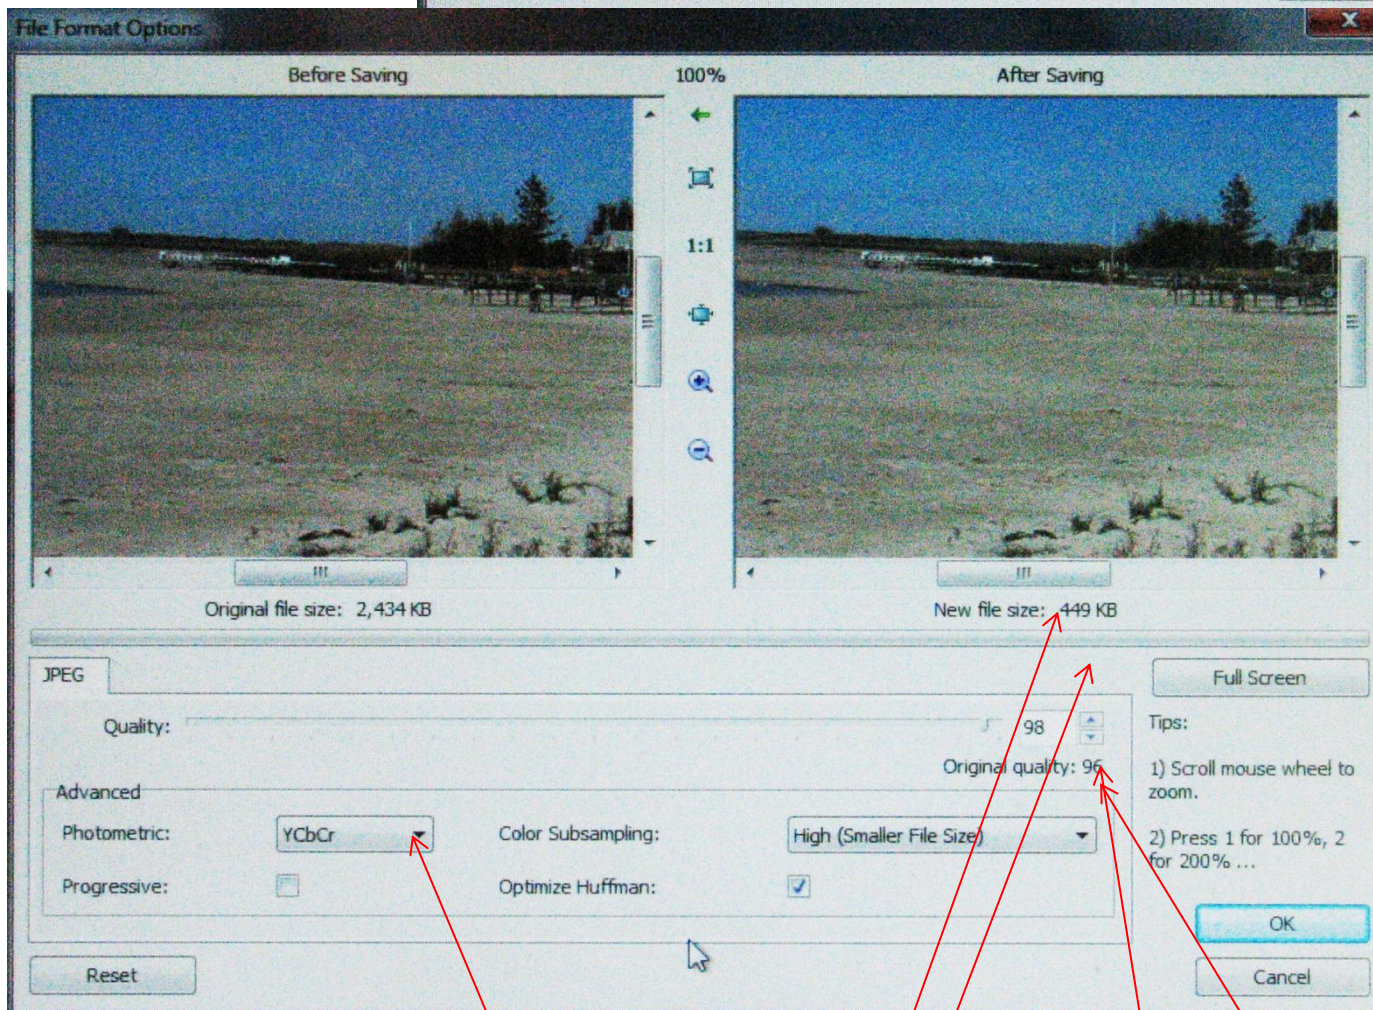 File Format Options
X
Before Saving
100%
After Saving
1:1
Original file size: 2,434 KB
New file size: 449 KB
JPEG
Full Screen
Quality:
98
Tips:
Original quality: 96
1) Scroll mouse wheel to
zoom.
Advanced
Photometric:
YCbCr
Color Subsampling:
High (Smaller File Size)
2) Press 1 for 100%, 2
for 200% ...
Progressive:
Optimize Huffman:
OK
Reset
Cancel